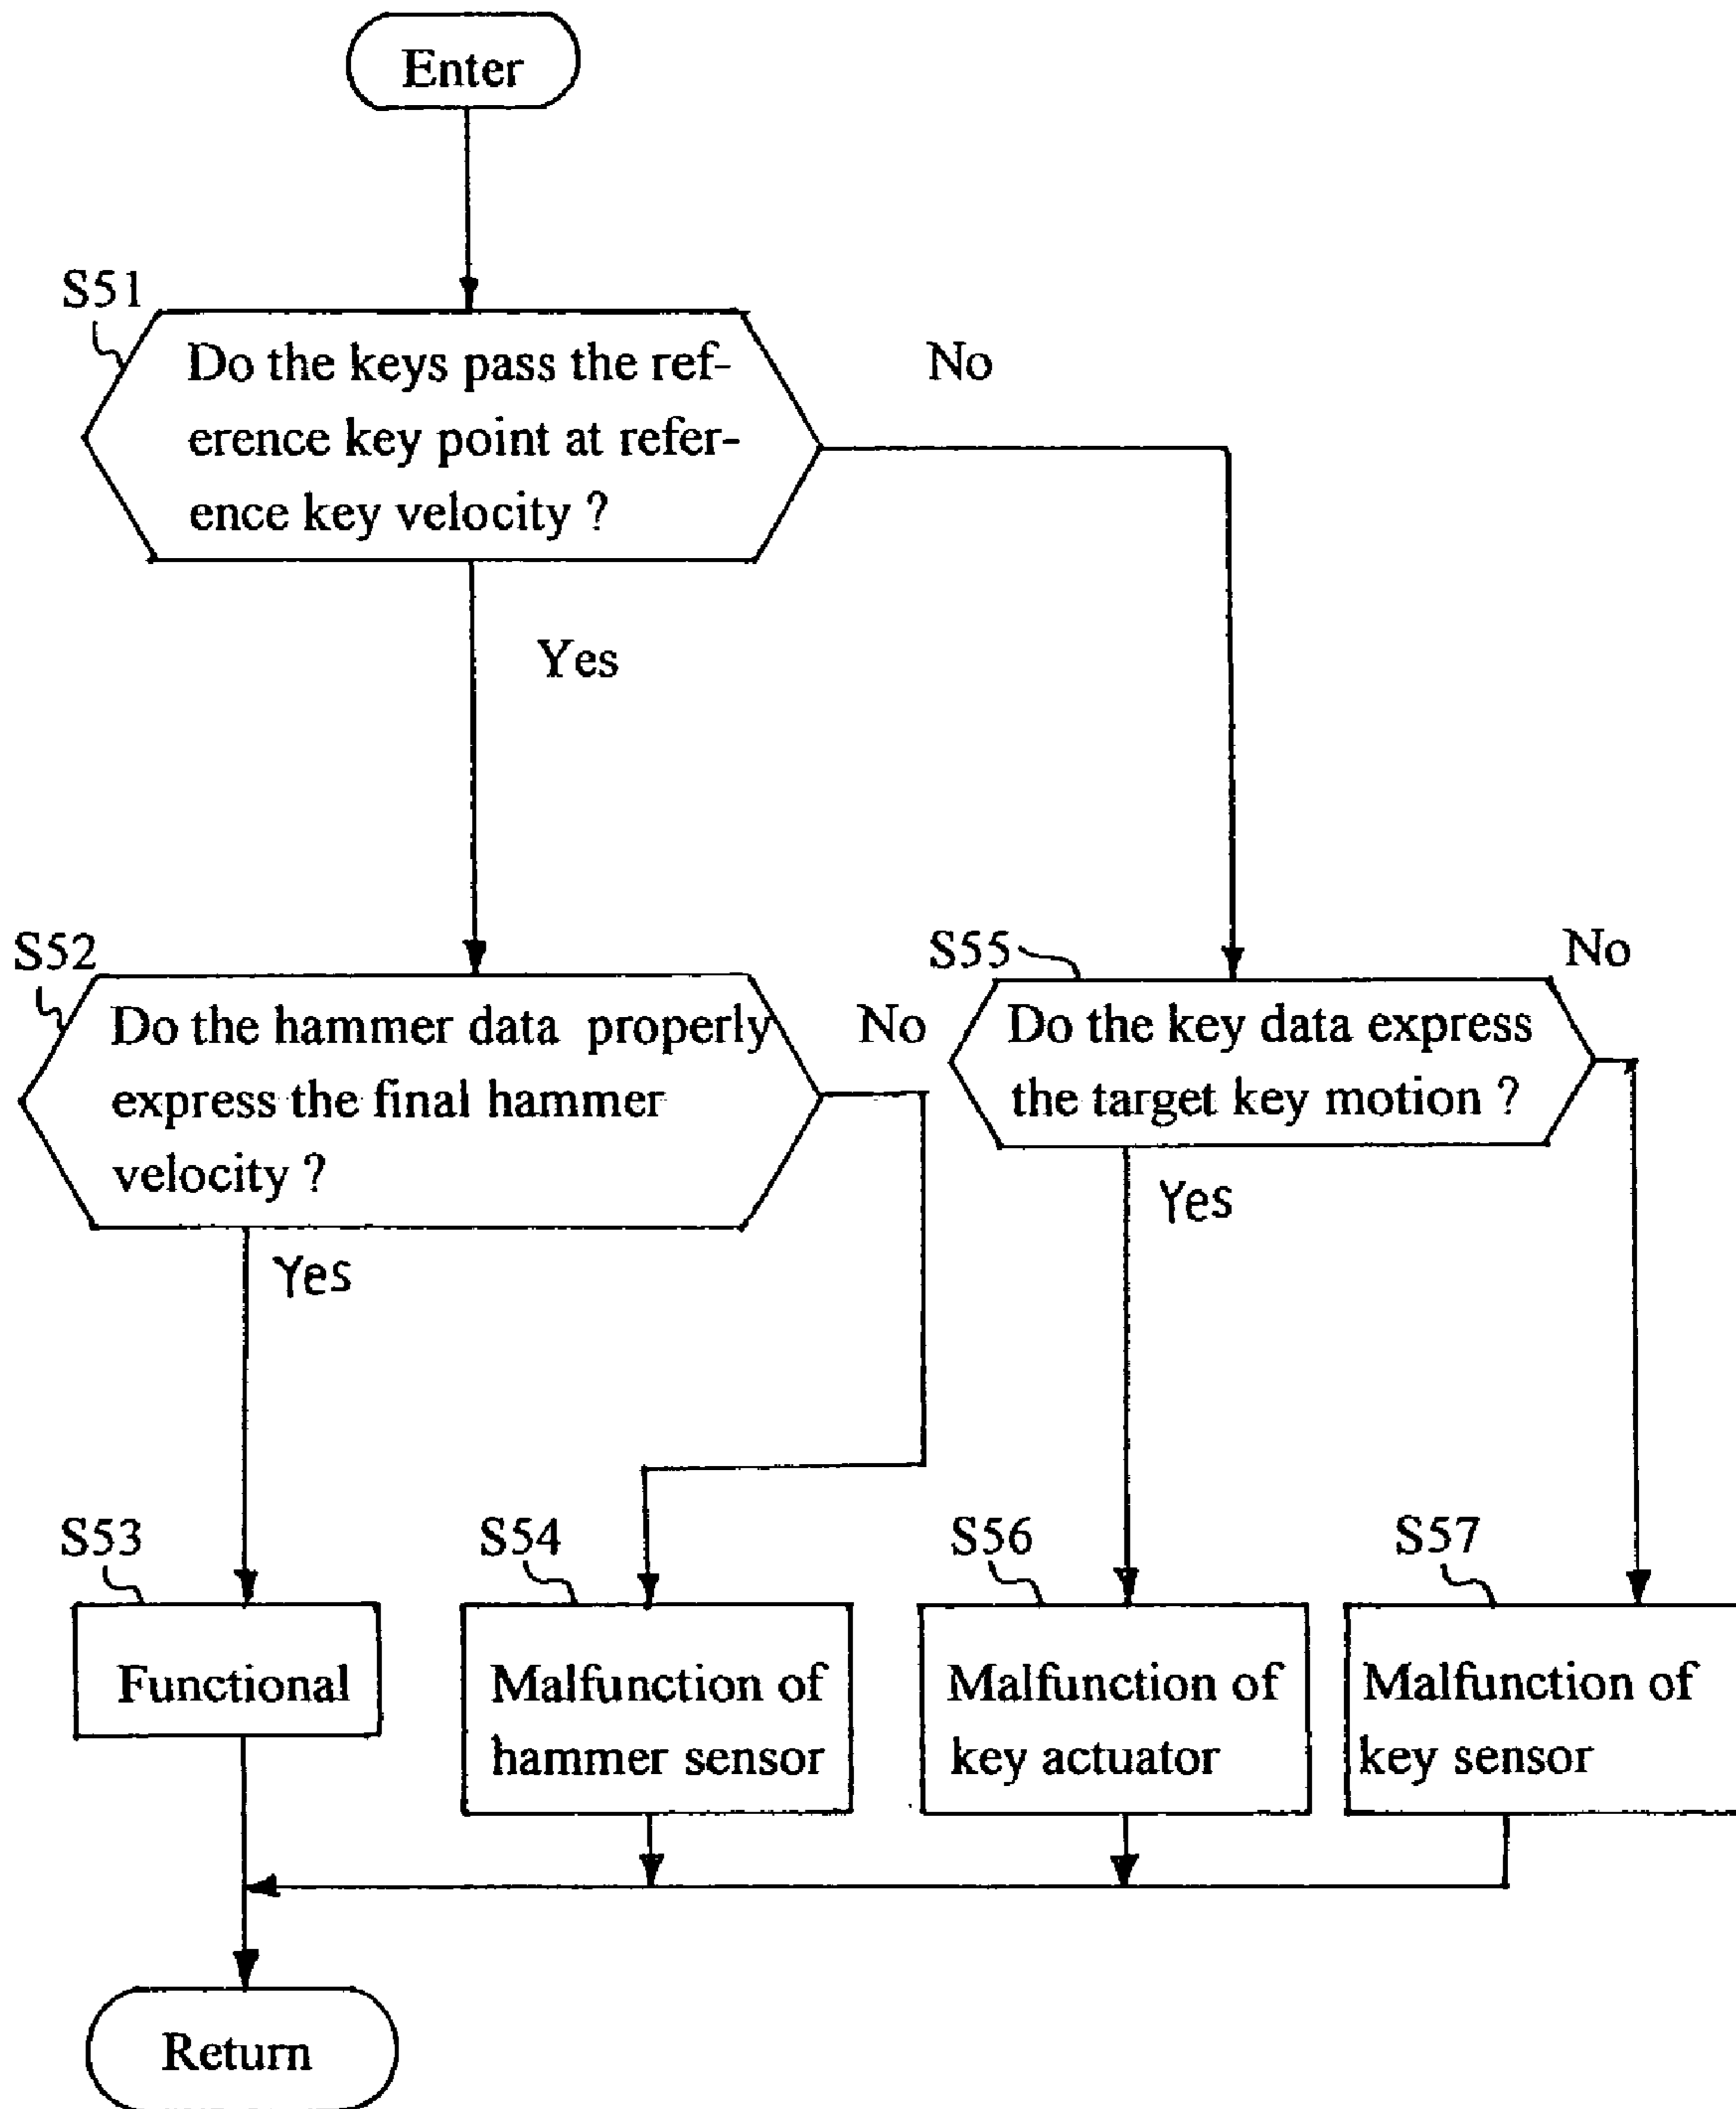 Enter
S51
Do the keys pass the ref-
erence key point at refer-
ence key velocity ?
No
Yes
S52
Do the hammer data properly
express the final hammer
velocity ?
No
Yes
S55
Do the key data express
the target key motion ?
No
Yes
S53
Functional
S54
Malfunction of
hammer sensor
S56
Malfunction of
key actuator
S57
Malfunction of
key sensor
Return